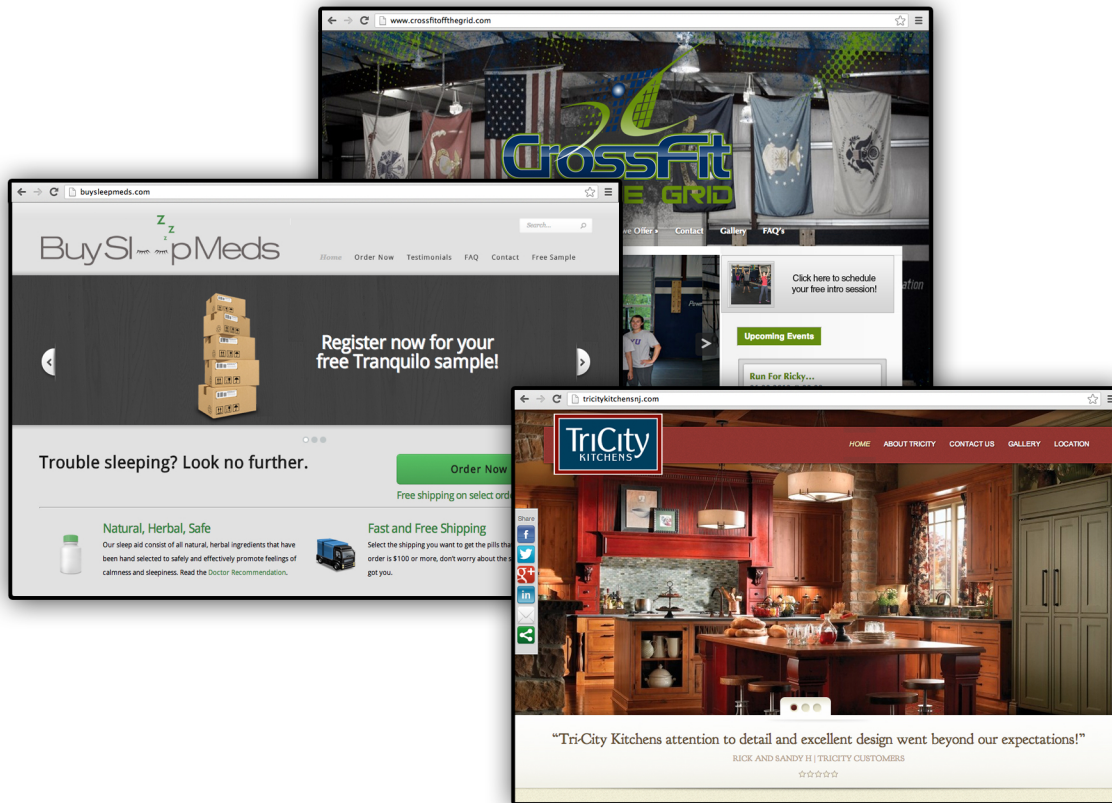 www.crossfitoffthegrid.com
CrossFit
E GRID
we Offer Contact Gallery FAQ's
Click here to schedule
your free intro session!
Upcoming Events
Run For Ricky...
buysleepmeds.com
z
z
z
BuySleepMeds
Search...
Home Order Now Testimonials FAQ Contact Free Sample
Register now for your
free Tranquilo sample!
Trouble sleeping? Look no further.
Order Now
Free shipping on select ord
Natural, Herbal, Safe
Our sleep aid consist of all natural, herbal ingredients that have
been hand selected to safely and effectively promote feelings of
calmness and sleepiness. Read the Doctor Recommendation.
Fast and Free Shipping
Select the shipping you want to get the pills tha
order is $100 or more, don't worry about the s
got you.
tricitykitchensnj.com
TriCity
KITCHENS
HOME ABOUT TRICITY CONTACT US GALLERY LOCATION
Share
f
g+
in
“Tri-City Kitchens attention to detail and excellent design went beyond our expectations!”
RICK AND SANDY H | TRICITY CUSTOMERS